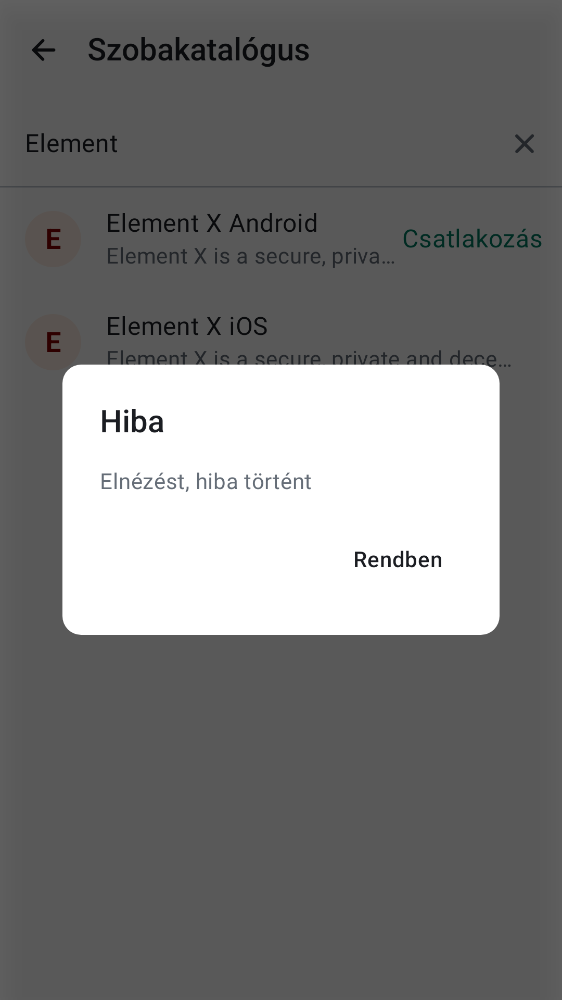 Szobakatalógus
Element
E
Element X Android
Element X is a secure, priva…
Csatlakozás
E
Element X iOS
Element X is a secure, private and dece…
Hiba
Elnézést, hiba történt
Rendben